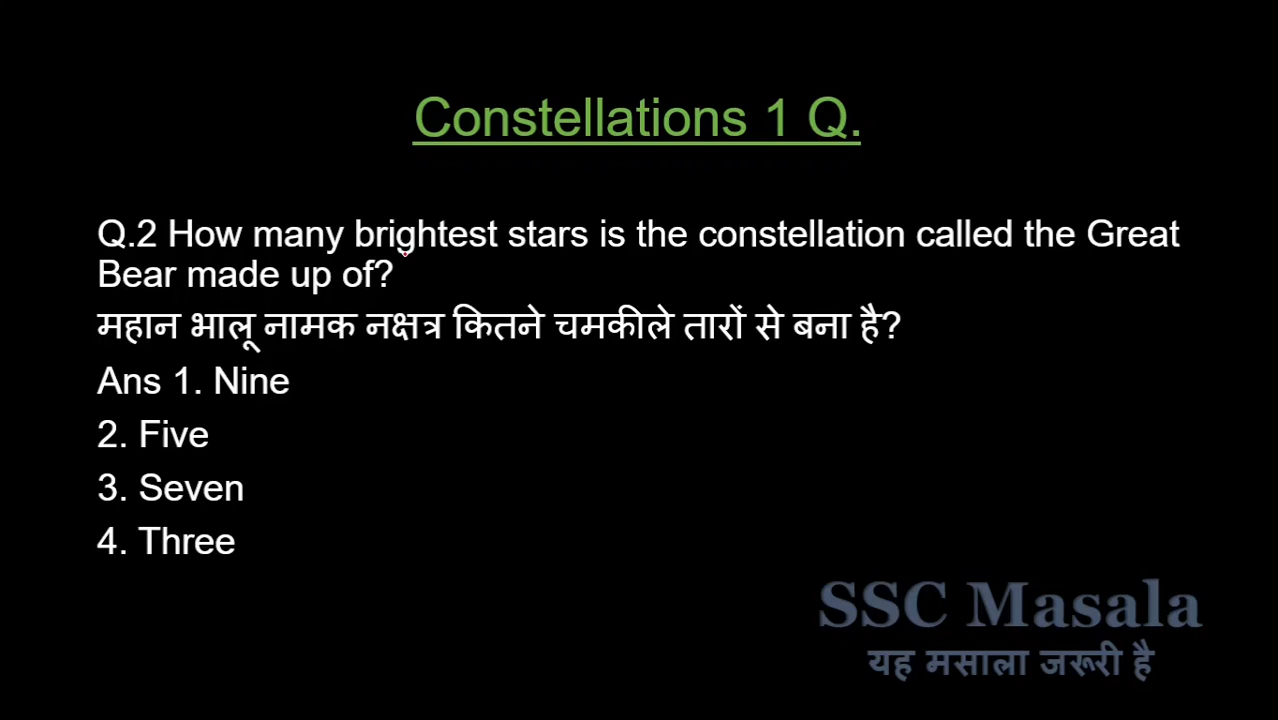 Constellations 1 Q.
Q.2 How many brightest stars is the constellation called the Great
Bear made up of?
महान भालू नामक नक्षत्र कितने चमकीले तारों से बना है?
Ans 1. Nine
2. Five
3. Seven
4. Three
SSC Masala
यह मसाला जरूरी है